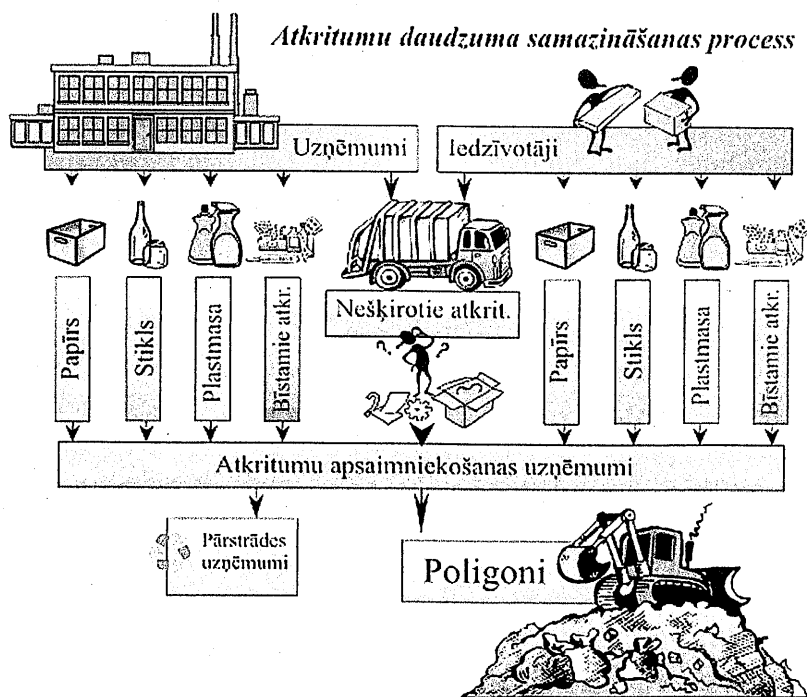 Atkritumu daudzuma samazināšanas process
Uzņēmumi
Iedzīvotāji
Papīrs
Stikls
Plastmasa
Bīstamie atkr.
Nešķirotie atkrit.
? ?
Papīrs
Stikls
Plastmasa
Bīstamie atkr.
Atkritumu apsaimniekošanas uzņēmumi
Pārstrādes
uzņēmumi
Poligoni